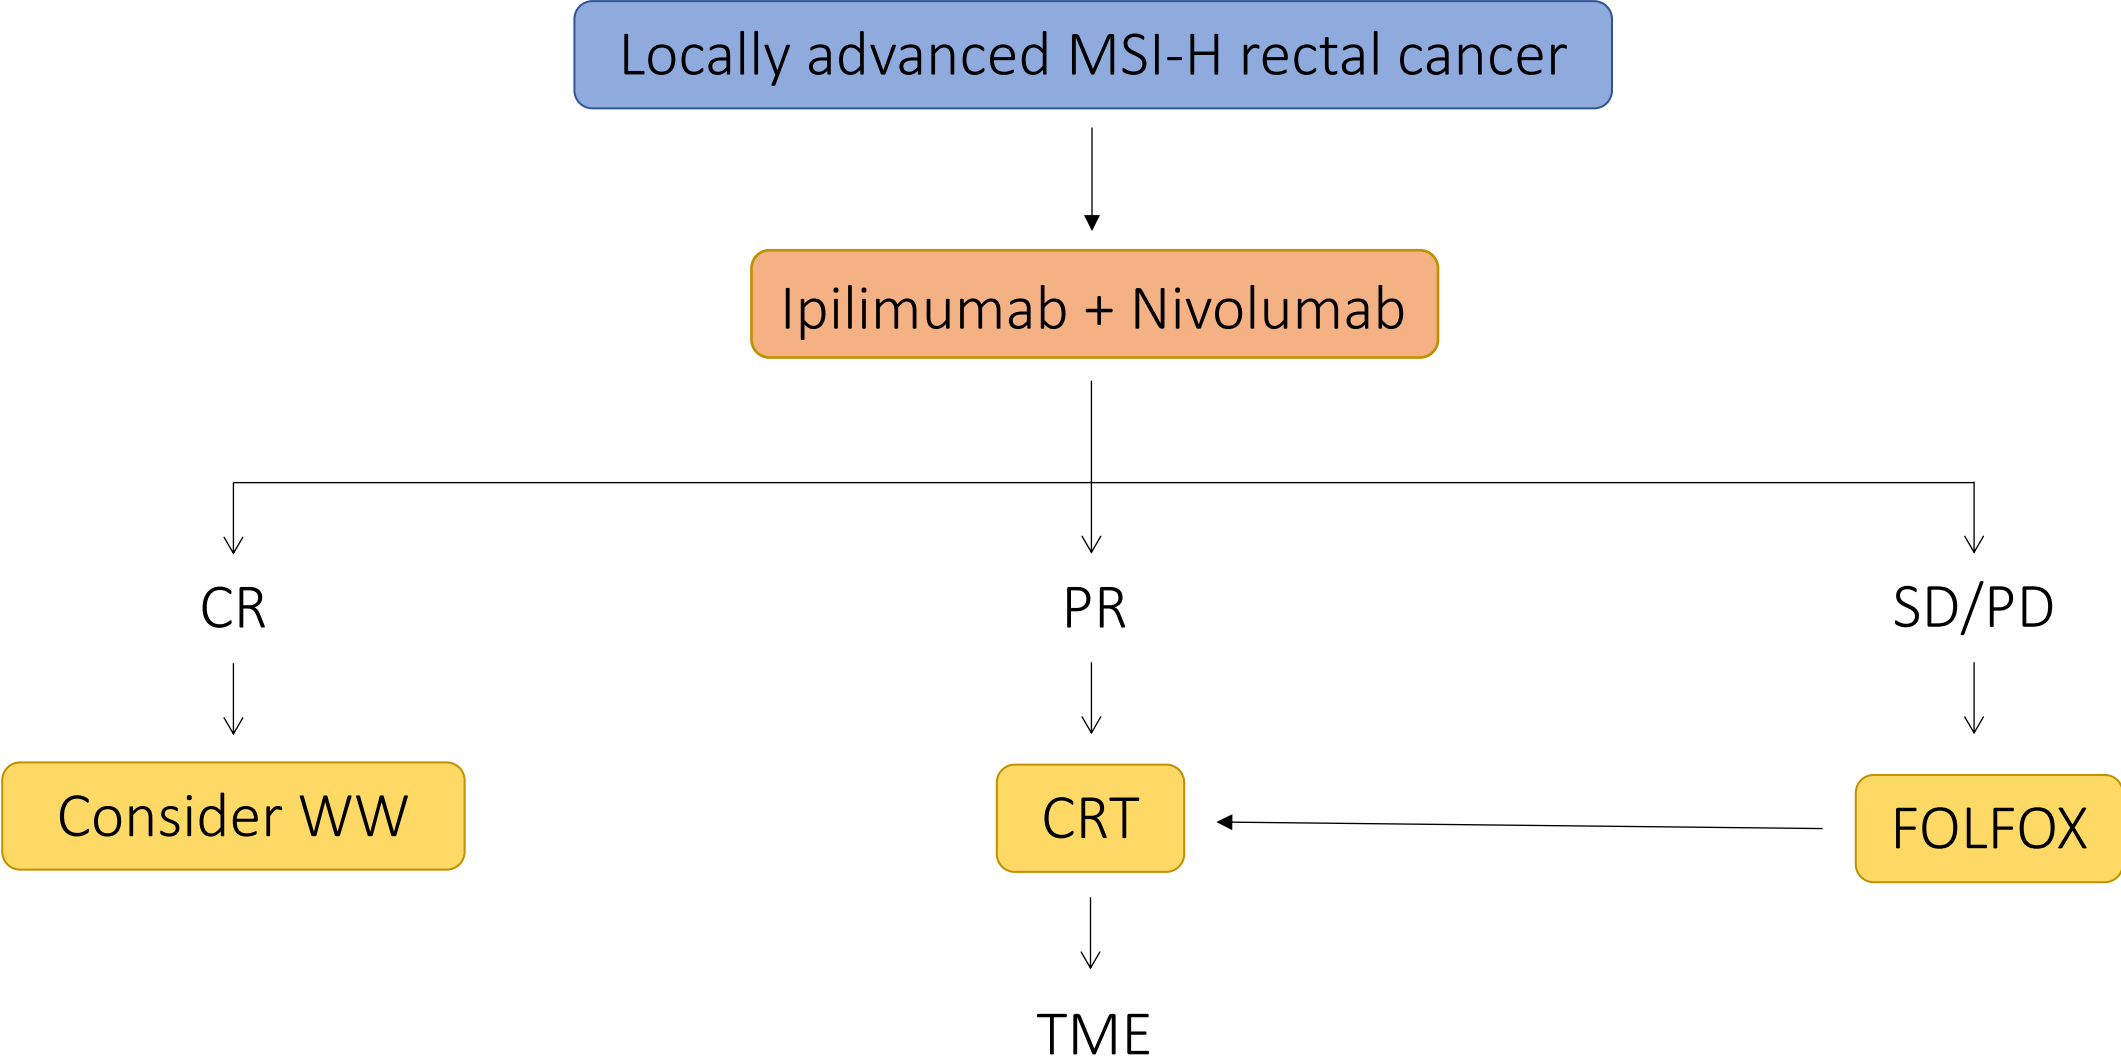 Locally advanced MSI-H rectal cancer
Ipilimumab + Nivolumab
CR
PR
SD/PD
Consider WW
CRT
FOLFOX
TME